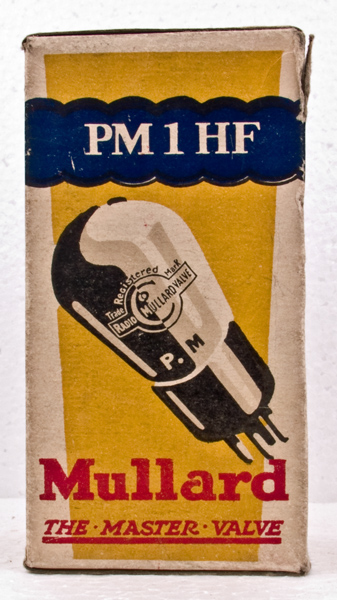 PM 1 HF
Trade Registered Mark
RADIO MULLARD VALVE
P.M
Mullard
THE·MASTER·VALVE